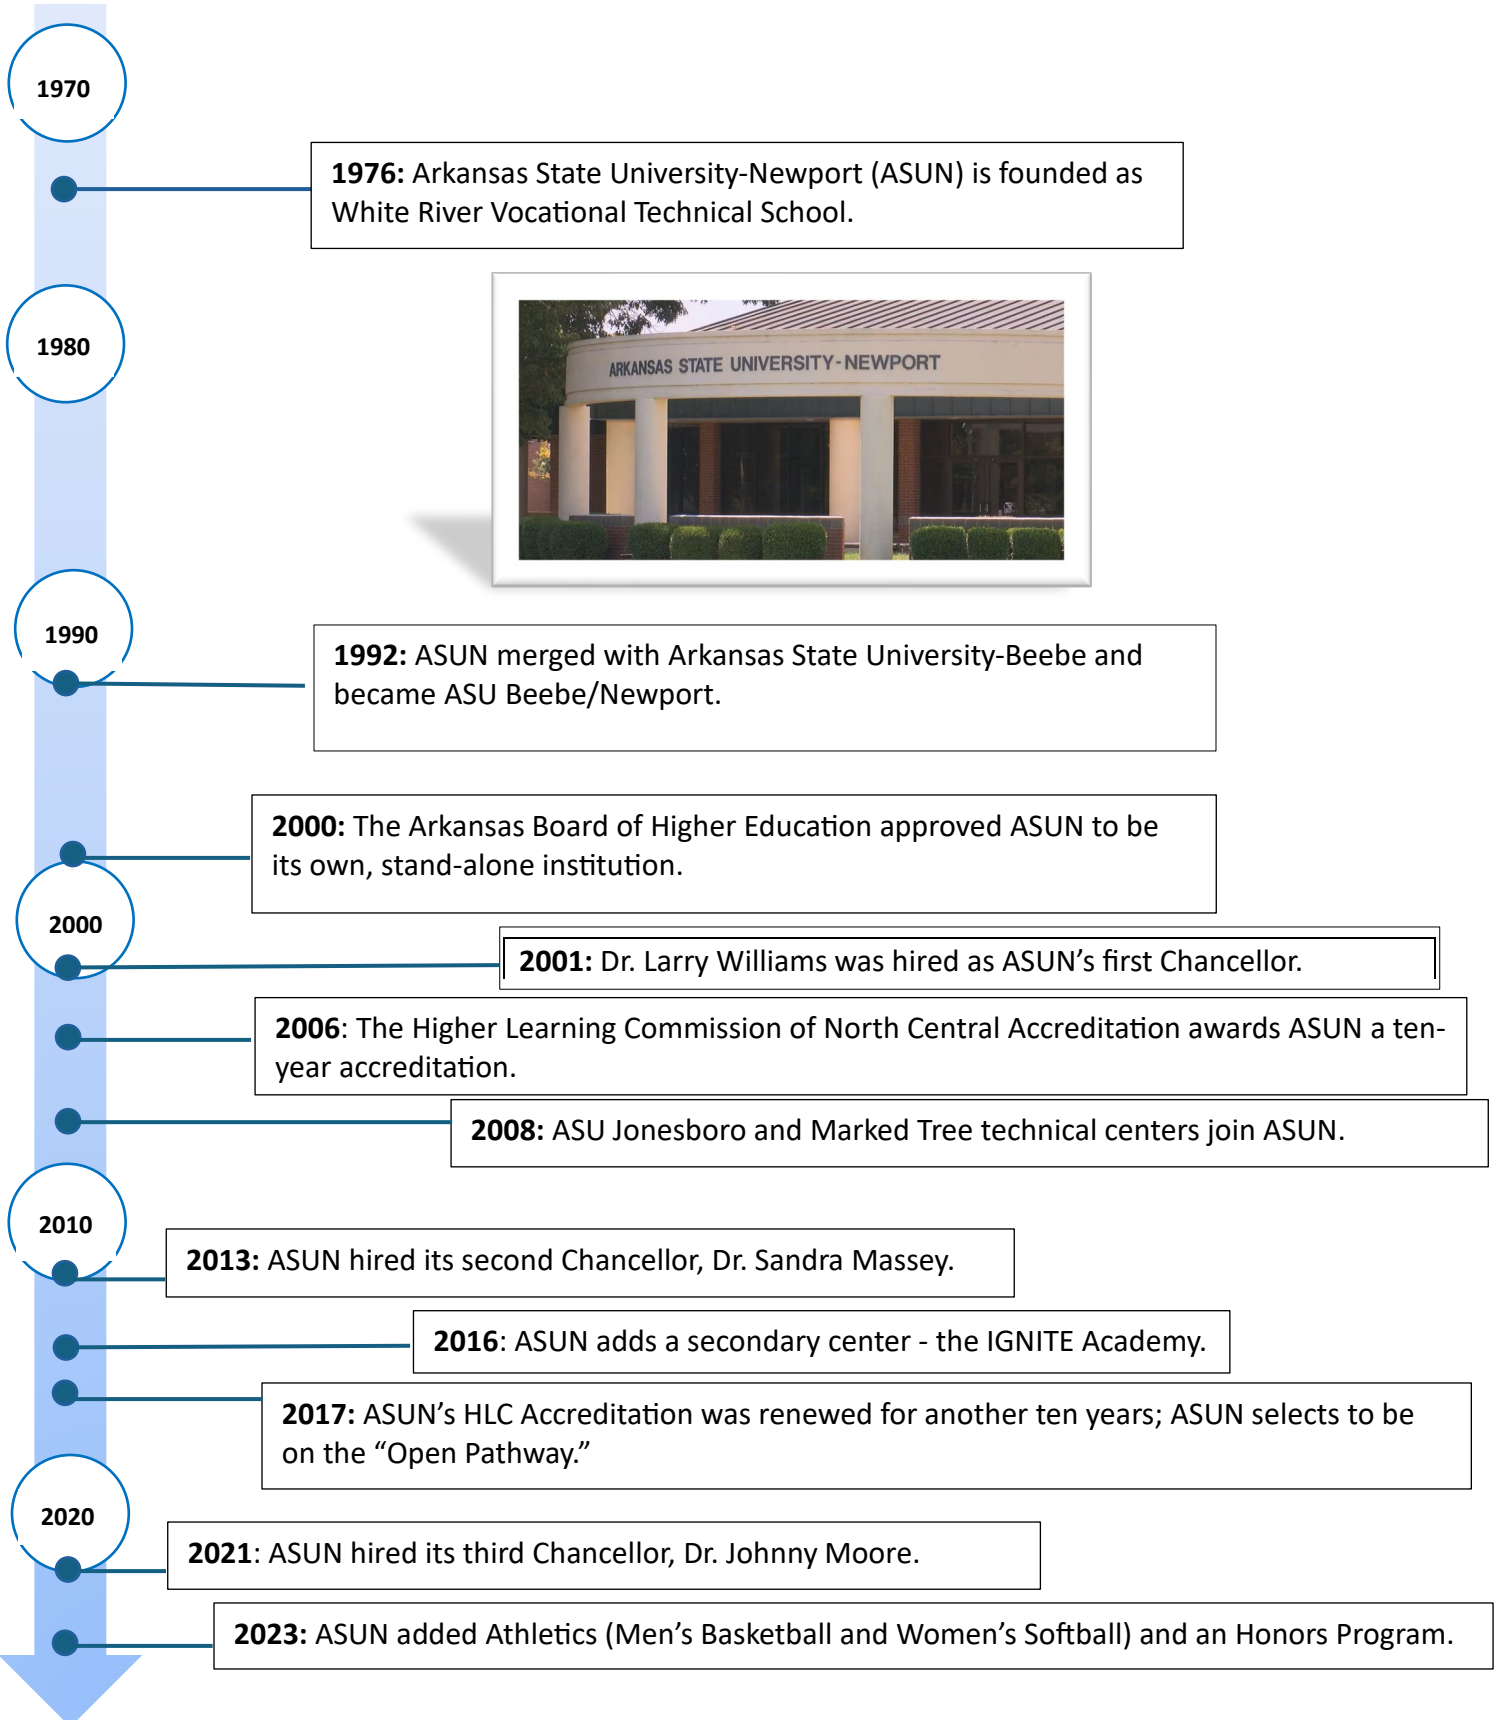 1970
1976: Arkansas State University-Newport (ASUN) is founded as
White River Vocational Technical School.
1980
ARKANSAS STATE UNIVERSITY-NEWPORT
1990
1992: ASUN merged with Arkansas State University-Beebe and
became ASU Beebe/Newport.
2000: The Arkansas Board of Higher Education approved ASUN to be
its own, stand-alone institution.
2000
2001: Dr. Larry Williams was hired as ASUN’s first Chancellor.
2006: The Higher Learning Commission of North Central Accreditation awards ASUN a ten-
year accreditation.
2008: ASU Jonesboro and Marked Tree technical centers join ASUN.
2010
2013: ASUN hired its second Chancellor, Dr. Sandra Massey.
2016: ASUN adds a secondary center - the IGNITE Academy.
2017: ASUN’s HLC Accreditation was renewed for another ten years; ASUN selects to be
on the “Open Pathway.”
2020
2021: ASUN hired its third Chancellor, Dr. Johnny Moore.
2023: ASUN added Athletics (Men’s Basketball and Women’s Softball) and an Honors Program.